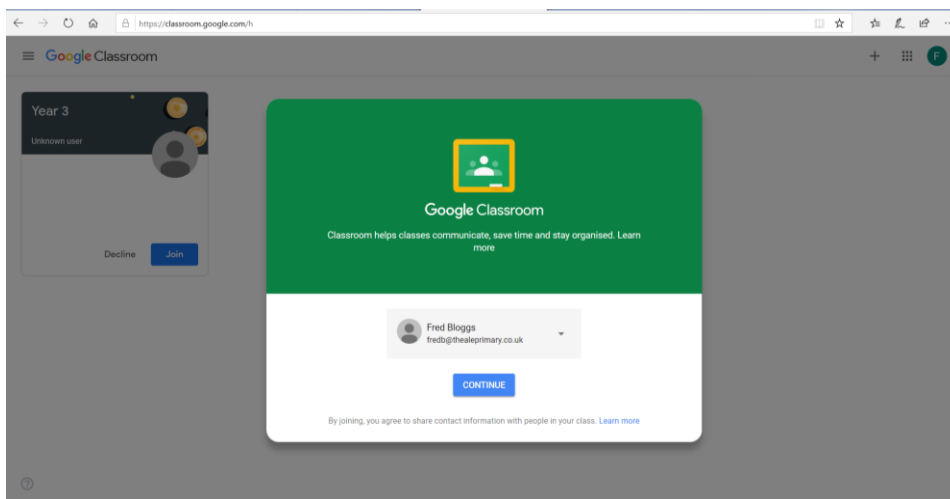 https://classroom.google.com/h
Google Classroom
F
Year 3
Unknown user
Decline
Join
Google Classroom
Classroom helps classes communicate, save time and stay organised. Learn
more
Fred Bloggs
fredb@thealeprimary.co.uk
CONTINUE
By joining, you agree to share contact information with people in your class. Learn more